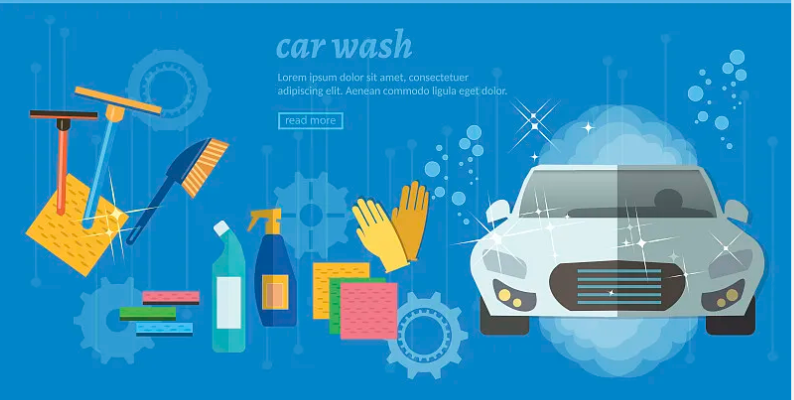 car wash
Lorem ipsum dolor sit amet, consectetuer
adipiscing elit. Aenean commodo ligula eget dolor.
read more